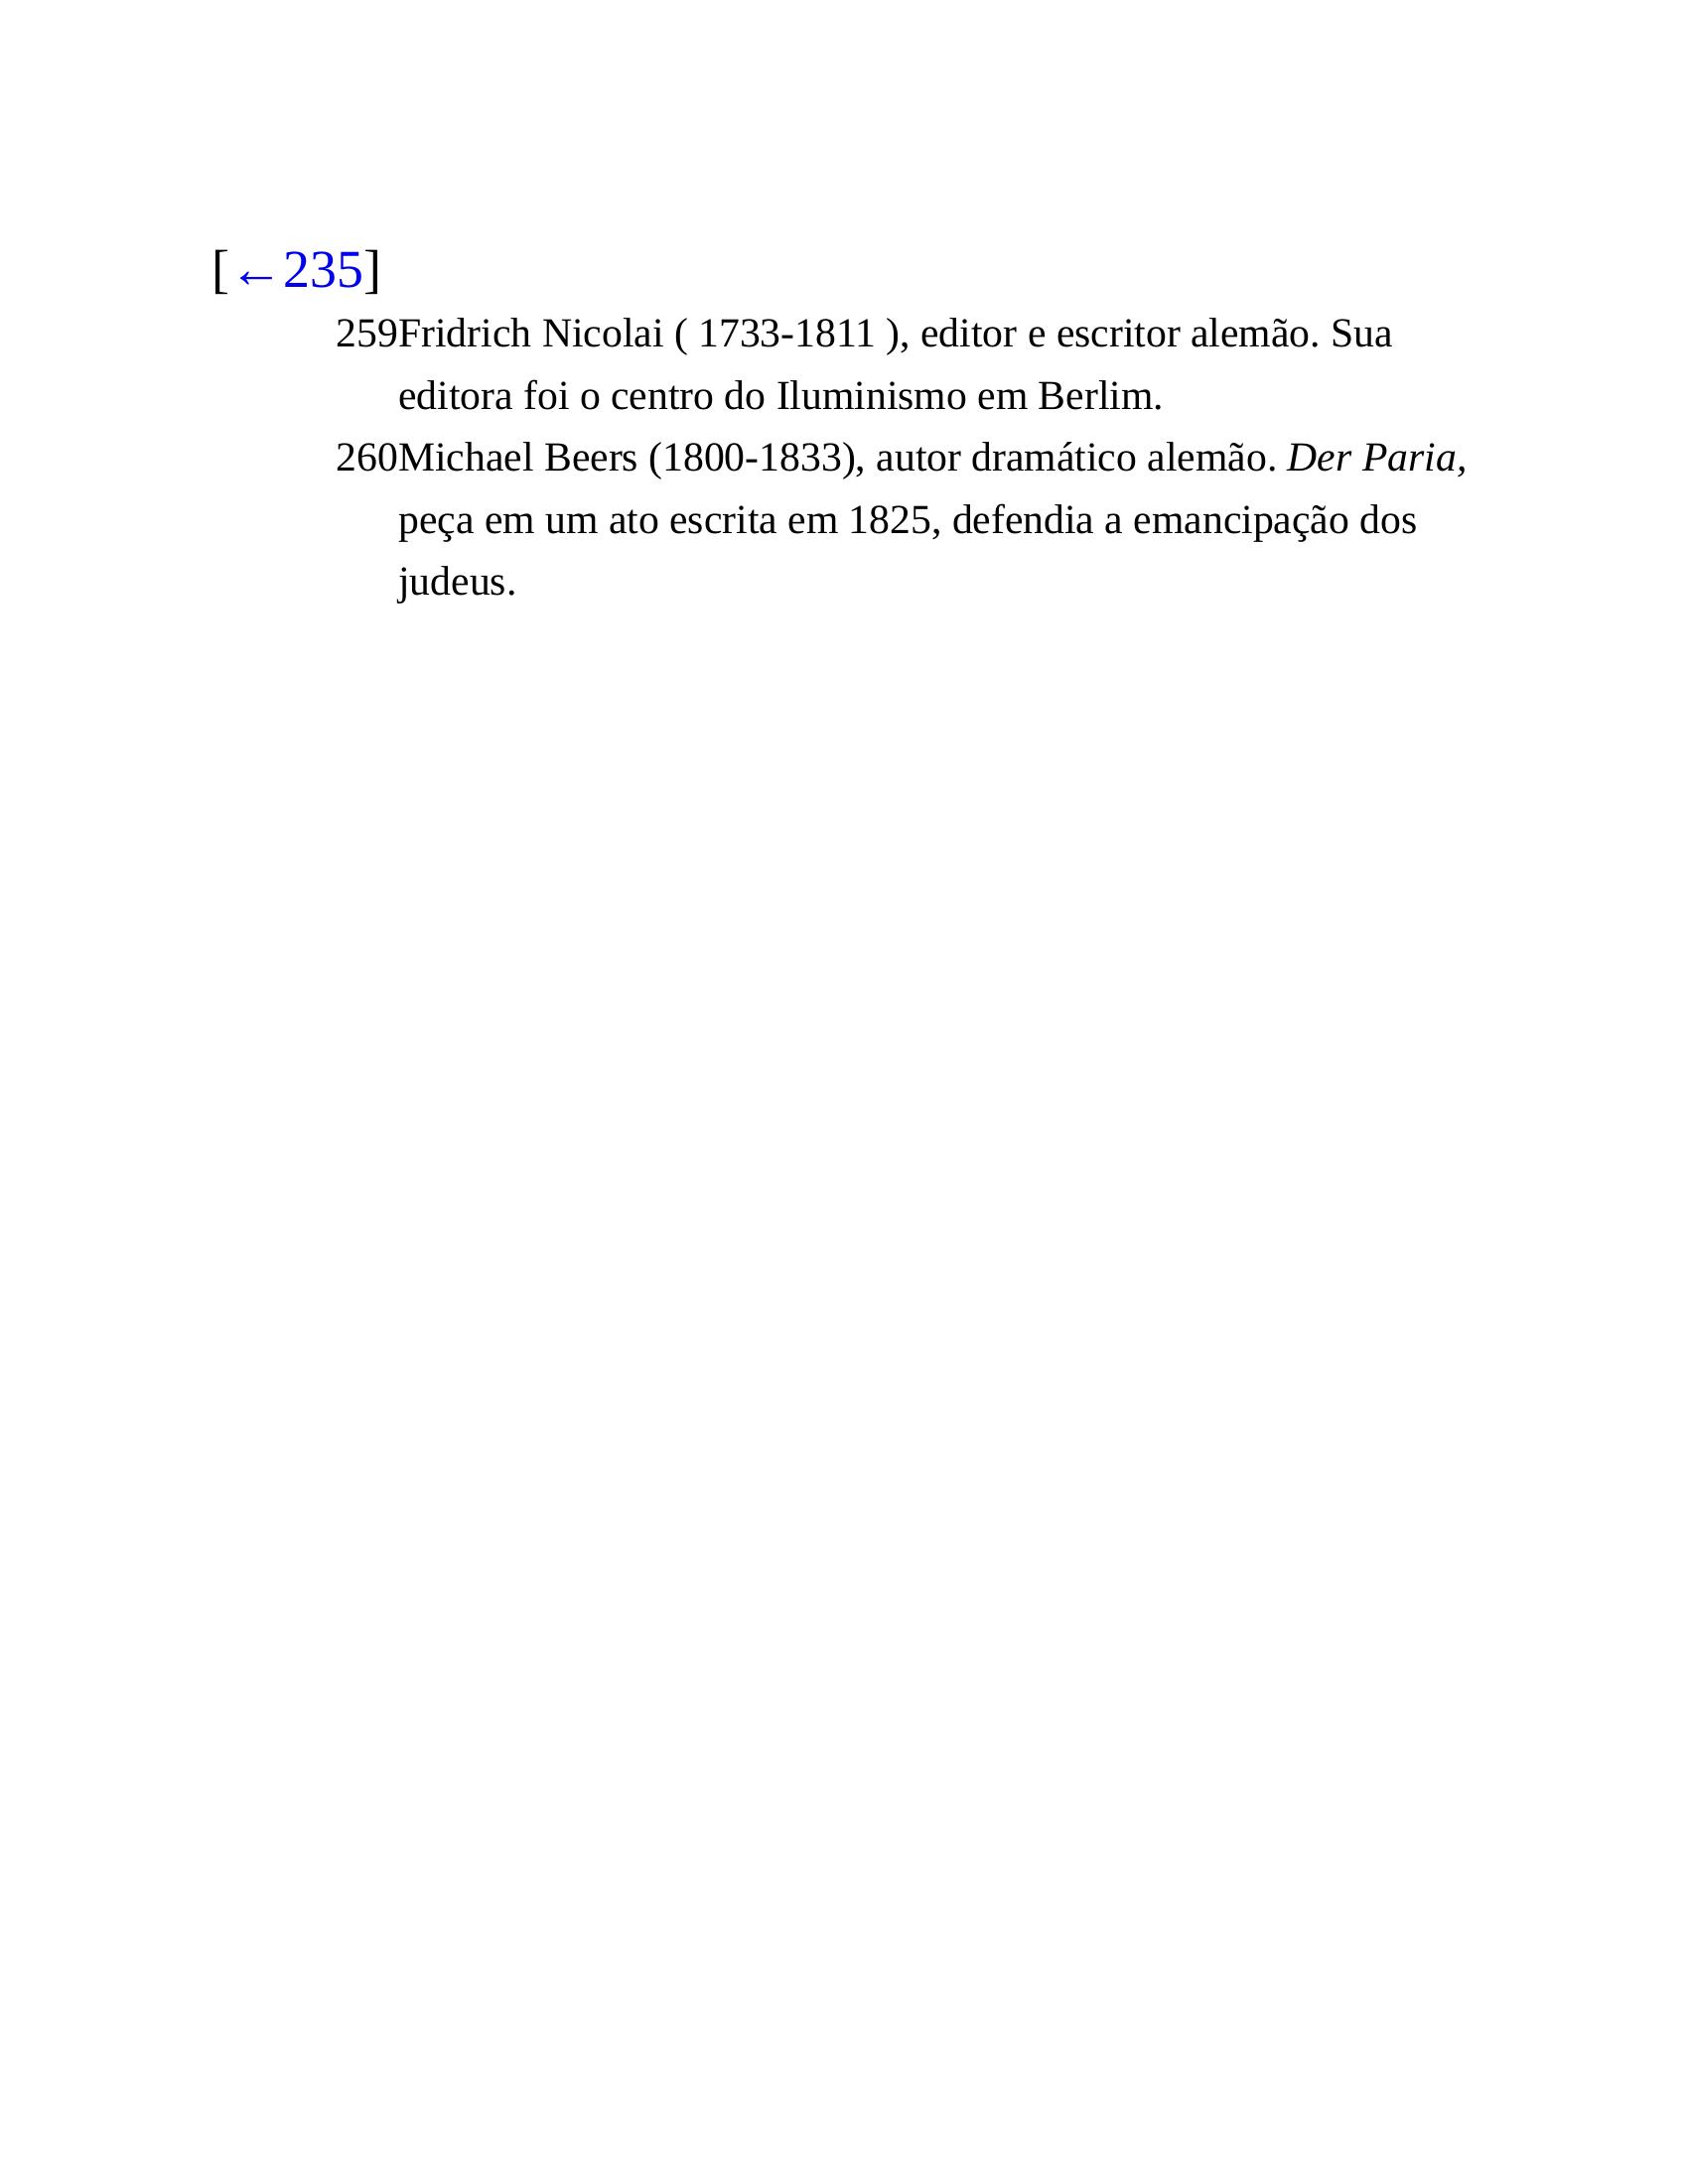 [←235]
259Fridrich Nicolai ( 1733-1811 ), editor e escritor alemão. Sua
editora foi o centro do Iluminismo em Berlim.
260Michael Beers (1800-1833), autor dramático alemão. Der Paria,
peça em um ato escrita em 1825, defendia a emancipação dos
judeus.